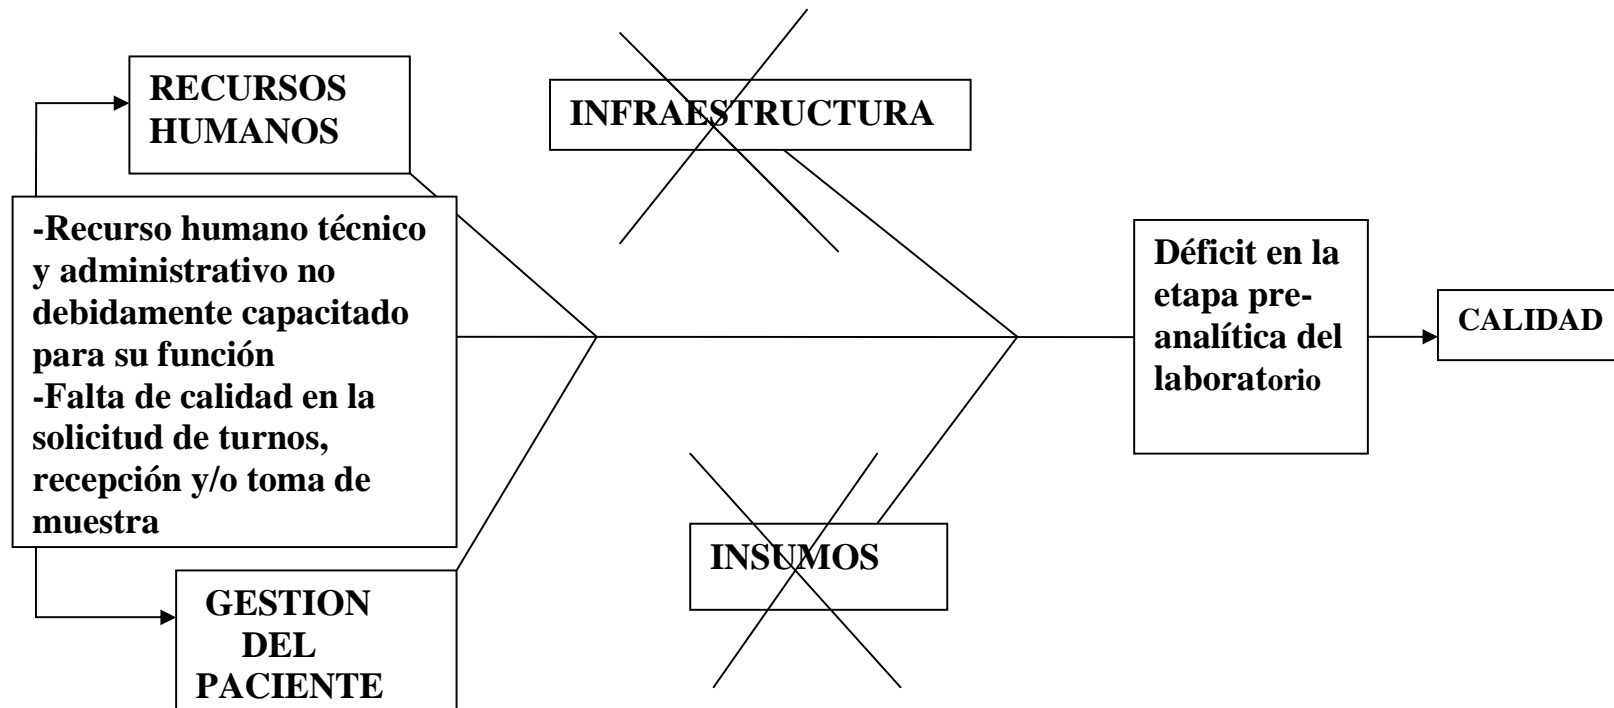 RECURSOS
HUMANOS
INFRAESTRUCTURA
-Recurso humano técnico
y administrativo no
debidamente capacitado
para su función
-Falta de calidad en la
solicitud de turnos,
recepción y/o toma de
muestra
Déficit en la
etapa pre-
analítica del
laboratorio
CALIDAD
INSUMOS
GESTION
DEL
PACIENTE